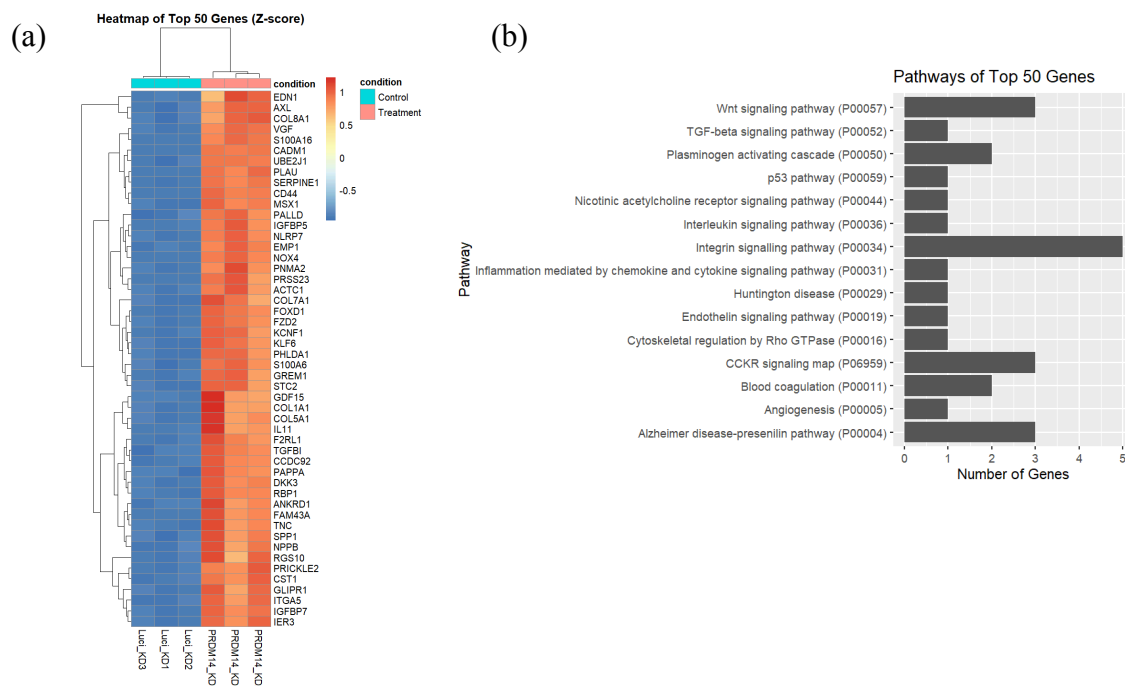 (a)
Heatmap of Top 50 Genes (Z-score)
condition
EDN1
AXL
COL8A1
VGF
S100A16
CADM1
UBE2J1
PLAU
SERPINE1
CD44
MSX1
PALLD
IGFBP5
NLRP7
EMP1
NOX4
PNMA2
PRSS23
ACTC1
COL7A1
FOXD1
FZD2
KCNF1
KLF6
PHLDA1
S100A6
GREM1
STC2
GDF15
COL1A1
COL5A1
IL11
F2RL1
TGFBI
CCDC92
PAPPA
DKK3
RBP1
ANKRD1
FAM43A
TNC
SPP1
NPPB
RGS10
PRICKLE2
CST1
GLIPR1
ITGA5
IGFBP7
IER3
Luci_KD3
Luci_KD1
Luci_KD2
PRDM14_KD
PRDM14_KD
PRDM14_KD
1
0.5
0
-0.5
condition
Control
Treatment
(b)
Pathways of Top 50 Genes
Pathway
Wnt signaling pathway (P00057)
TGF-beta signaling pathway (P00052)
Plasminogen activating cascade (P00050)
p53 pathway (P00059)
Nicotinic acetylcholine receptor signaling pathway (P00044)
Interleukin signaling pathway (P00036)
Integrin signalling pathway (P00034)
Inflammation mediated by chemokine and cytokine signaling pathway (P00031)
Huntington disease (P00029)
Endothelin signaling pathway (P00019)
Cytoskeletal regulation by Rho GTPase (P00016)
CCKR signaling map (P06959)
Blood coagulation (P00011)
Angiogenesis (P00005)
Alzheimer disease-presenilin pathway (P00004)
0 1 2 3 4 5
Number of Genes